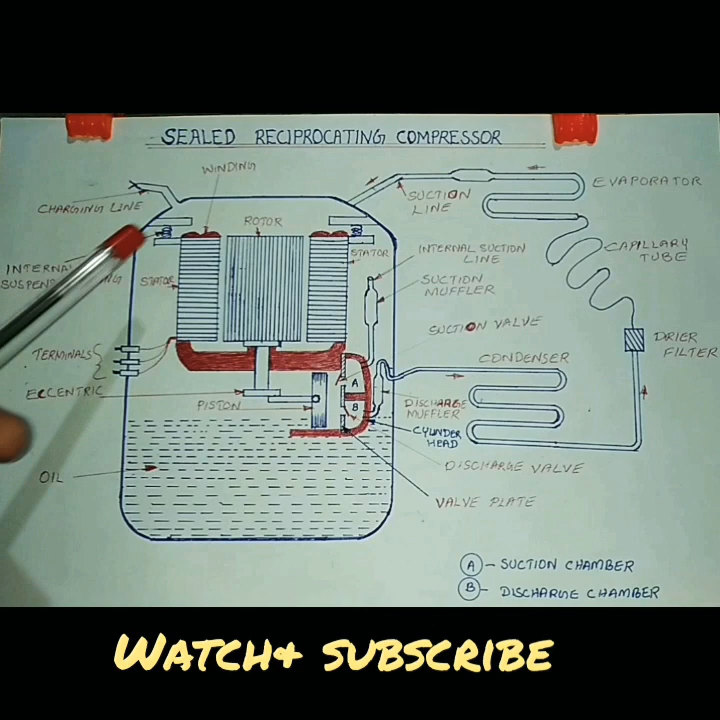 SEALED RECIPROCATING COMPRESSOR
WINDING
CHARGING LINE
ROTOR
SUCTION
LINE
EVAPORATOR
CAPILLARY
TUBE
INTERNAL SUCTION
LINE
STATOR
STATOR
SUCTION
MUFFLER
SUCTION VALVE
DRIER
FILTER
TERMINALS
CONDENSER
ECCENTRIC
PISTON
A
B
DISCHARGE
MUFFLER
CYLINDER
HEAD
DISCHARGE VALVE
OIL
VALVE PLATE
A - SUCTION CHAMBER
B - DISCHARGE CHAMBER
WATCH& SUBSCRIBE